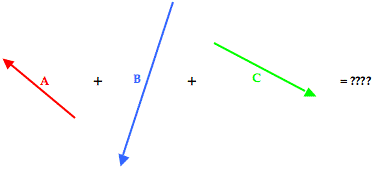 A + B + C = ????